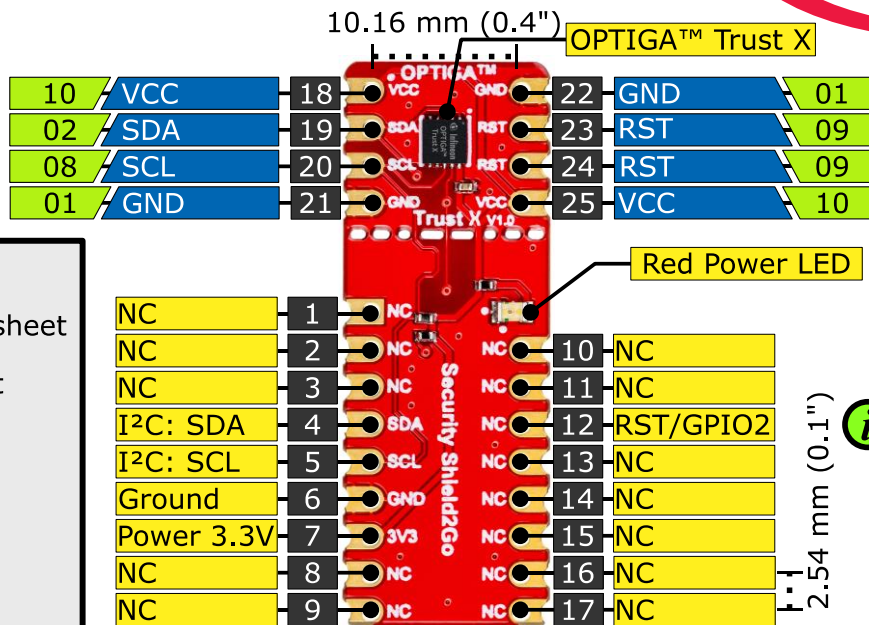 10.16 mm (0.4")
OPTIGA™ Trust X
10 VCC 18
02 SDA 19
08 SCL 20
01 GND 21
OPTIGA™
VCC GND
SDA RST
SCL RST
GND VCC
Infineon
OPTIGA™
Trust X
Trust X V1.0
22 GND 01
23 RST 09
24 RST 09
25 VCC 10
Red Power LED
sheet
t
NC 1 NC
NC 2 NC
NC 3 NC
I²C: SDA 4 SDA
I²C: SCL 5 SCL
Ground 6 GND
Power 3.3V 7 3V3
NC 8 NC
NC 9 NC
Security Shield2Go
NC 10 NC
NC 11 NC
NC 12 RST/GPIO2
NC 13 NC
NC 14 NC
NC 15 NC
NC 16 NC
NC 17 NC
2.54 mm (0.1")
i